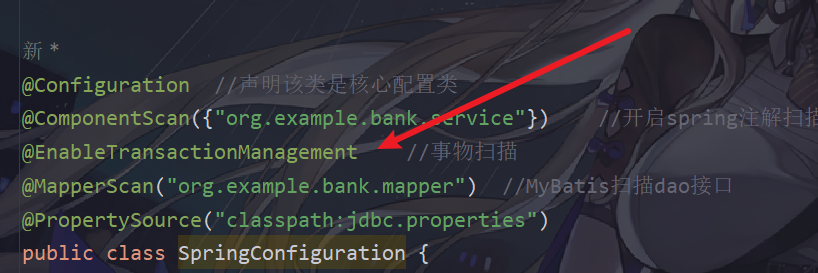 新 *
@Configuration  //声明该类是核心配置类
@ComponentScan({"org.example.bank.service"})    //开启spring注解扫描
@EnableTransactionManagement    //事物扫描
@MapperScan("org.example.bank.mapper")  //MyBatis扫描dao接口
@PropertySource("classpath:jdbc.properties")
public class SpringConfiguration {